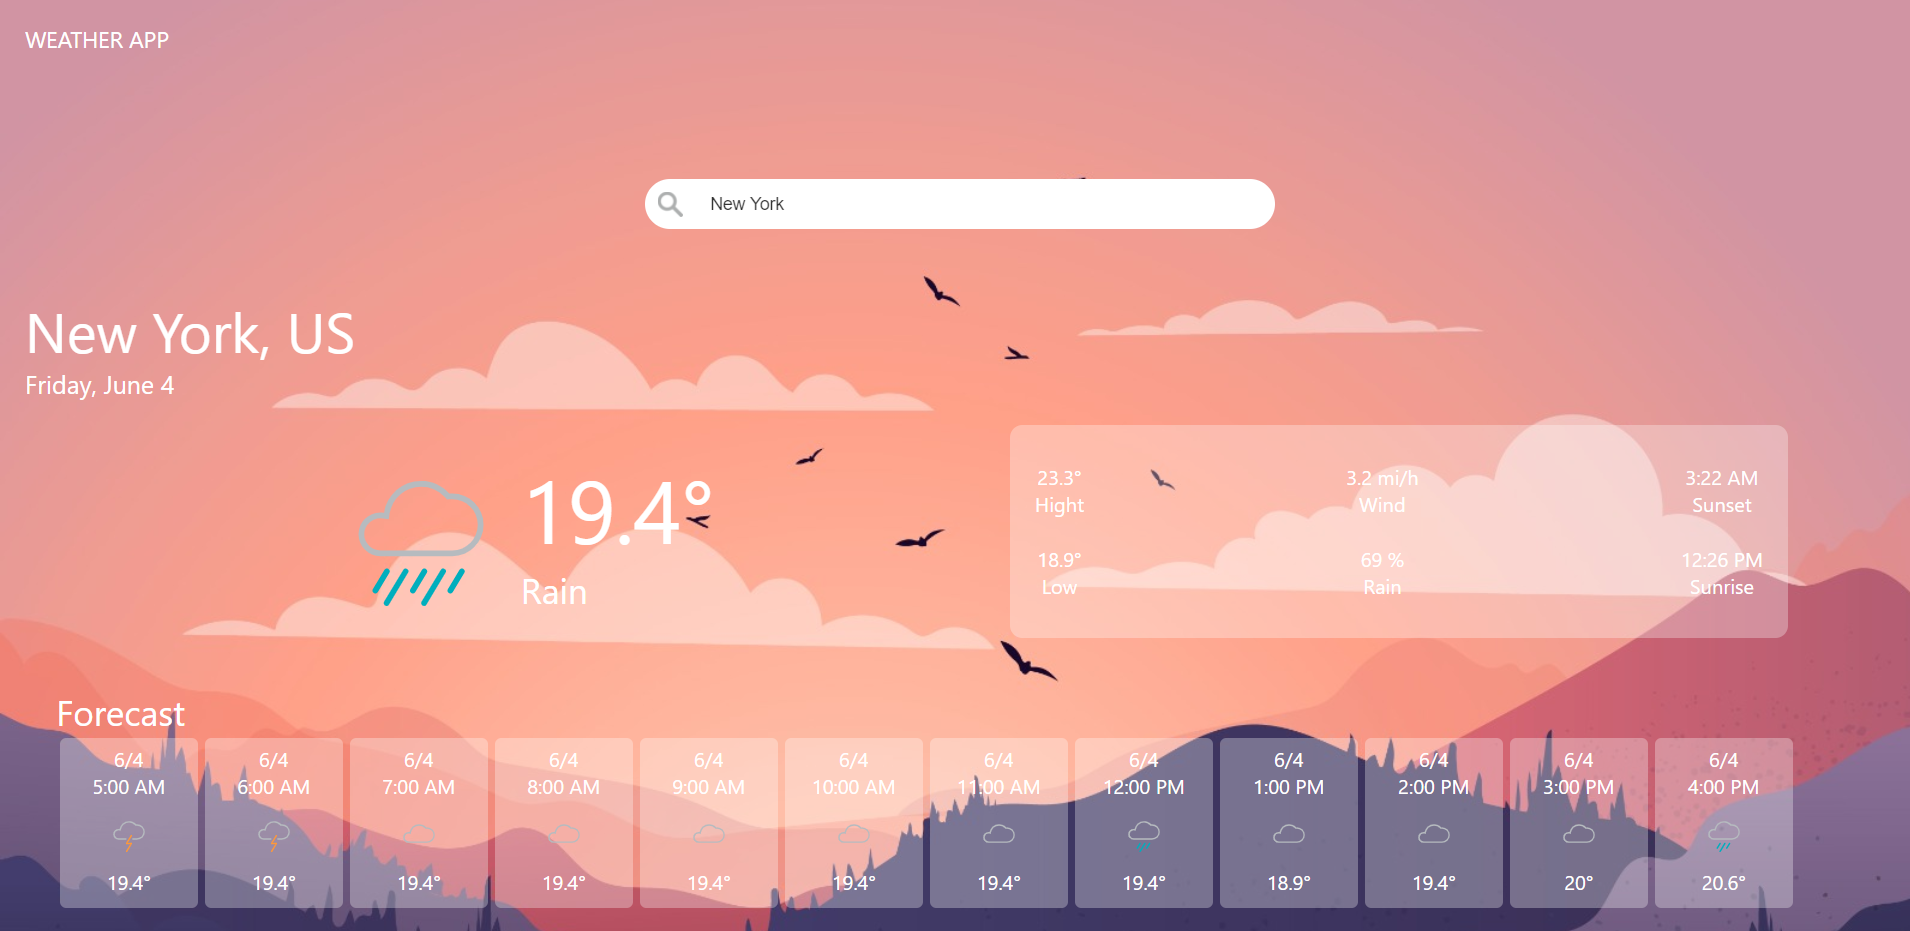 WEATHER APP
New York
New York, US
Friday, June 4
19.4°
Rain
23.3°
Hight
3.2 mi/h
Wind
3:22 AM
Sunset
18.9°
Low
69 %
Rain
12:26 PM
Sunrise
Forecast
6/4
5:00 AM
19.4°
6/4
6:00 AM
19.4°
6/4
7:00 AM
19.4°
6/4
8:00 AM
19.4°
6/4
9:00 AM
19.4°
6/4
10:00 AM
19.4°
6/4
11:00 AM
19.4°
6/4
12:00 PM
19.4°
6/4
1:00 PM
18.9°
6/4
2:00 PM
19.4°
6/4
3:00 PM
20°
6/4
4:00 PM
20.6°